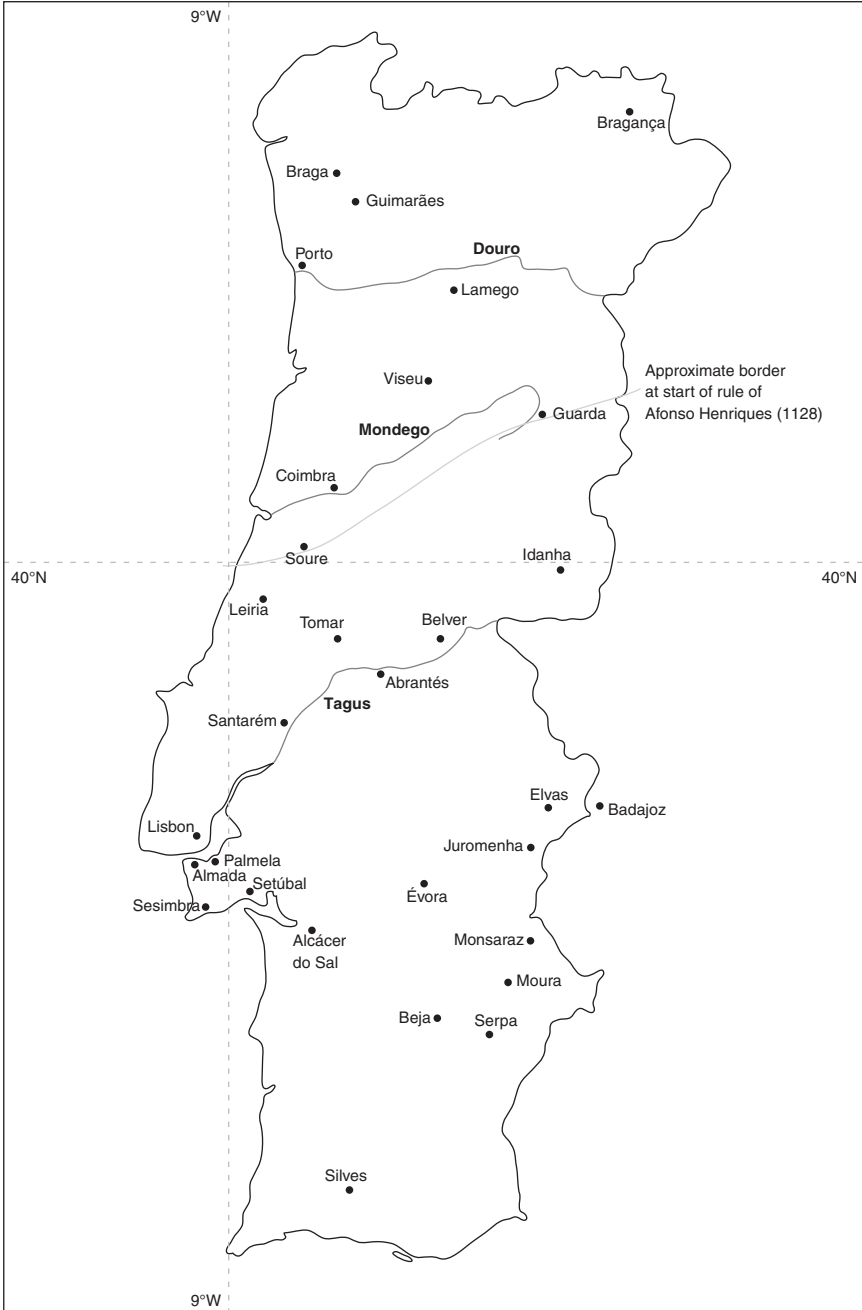 9°W
Bragança
Braga
Guimarães
Douro
Porto
Lamego
Approximate border
at start of rule of
Afonso Henriques (1128)
Viseu
Guarda
Mondego
Coimbra
Soure
Idanha
40°N
40°N
Leiria
Tomar
Belver
Abrantés
Tagus
Santarém
Elvas
Badajoz
Lisbon
Juromenha
Palmela
Almada
Setúbal
Évora
Sesimbra
Alcácer
do Sal
Monsaraz
Moura
Beja
Serpa
Silves
9°W